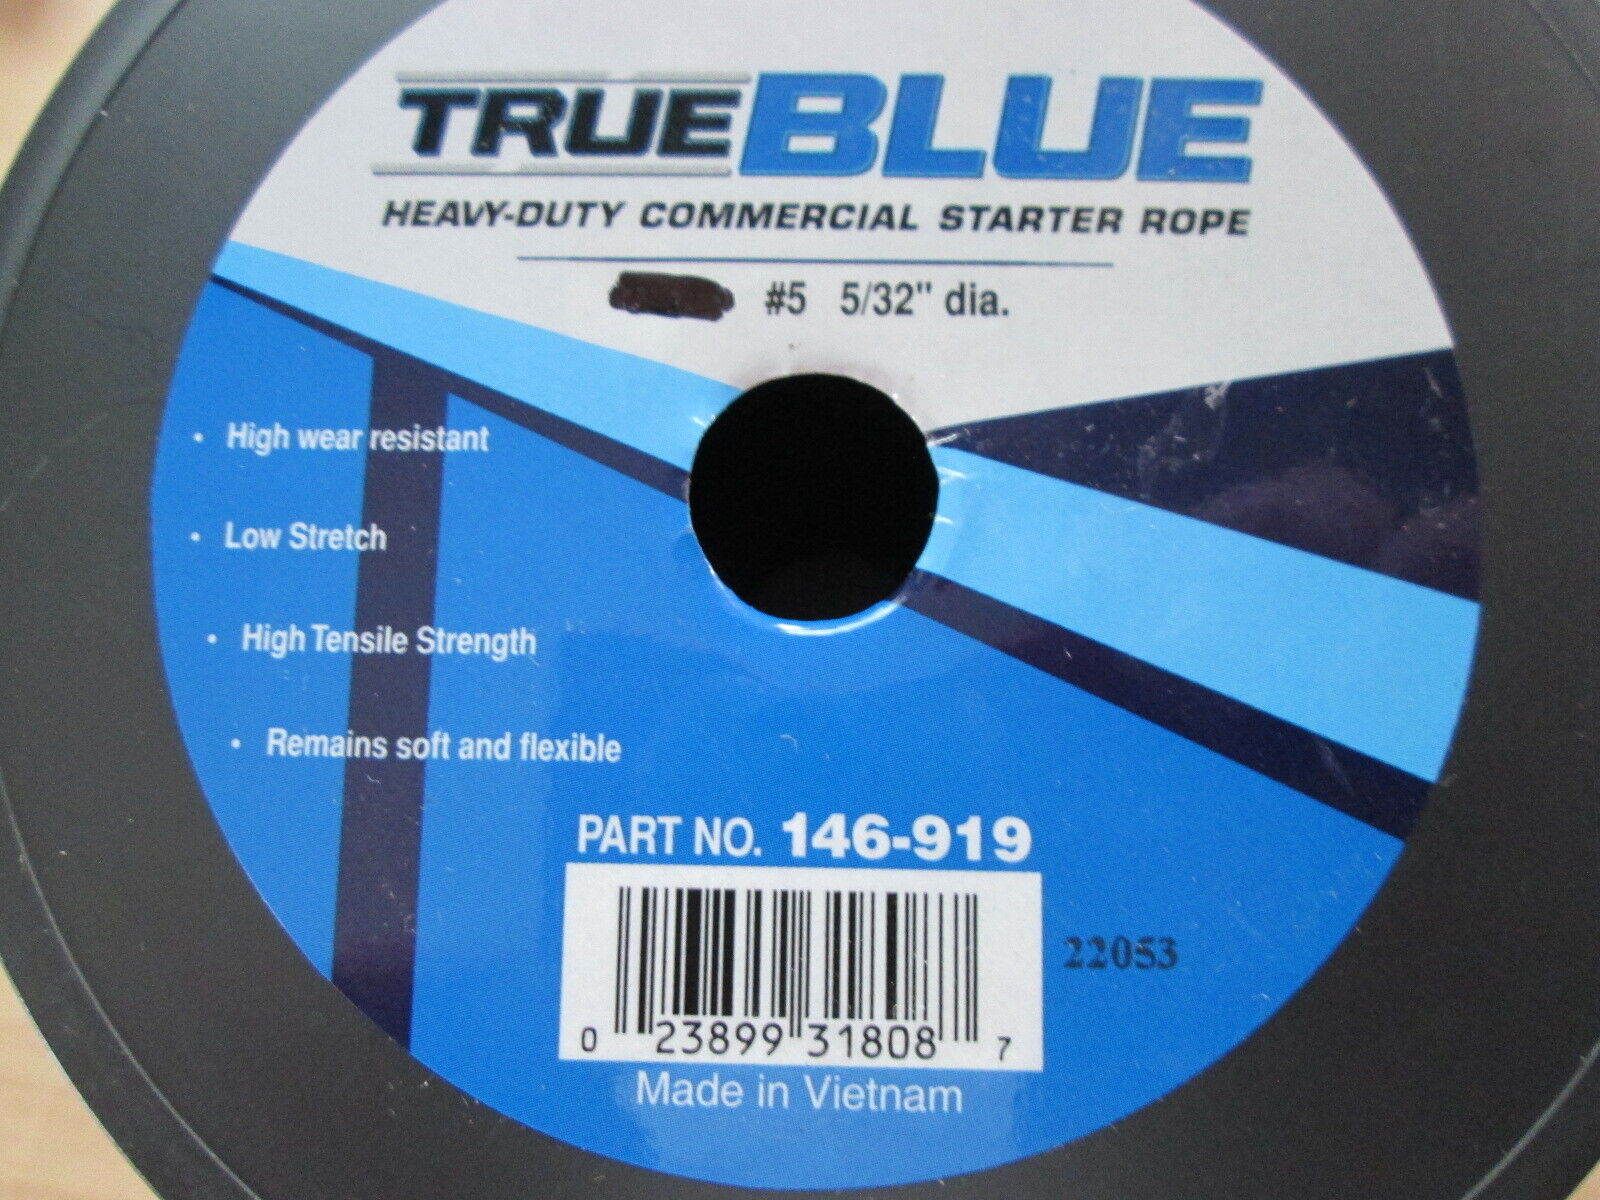 TRUEBLUE
HEAVY-DUTY COMMERCIAL STARTER ROPE
#5 5/32" dia.
• High wear resistant
• Low Stretch
• High Tensile Strength
• Remains soft and flexible
PART NO. 146-919
22053
0 23899 31808 7
Made in Vietnam